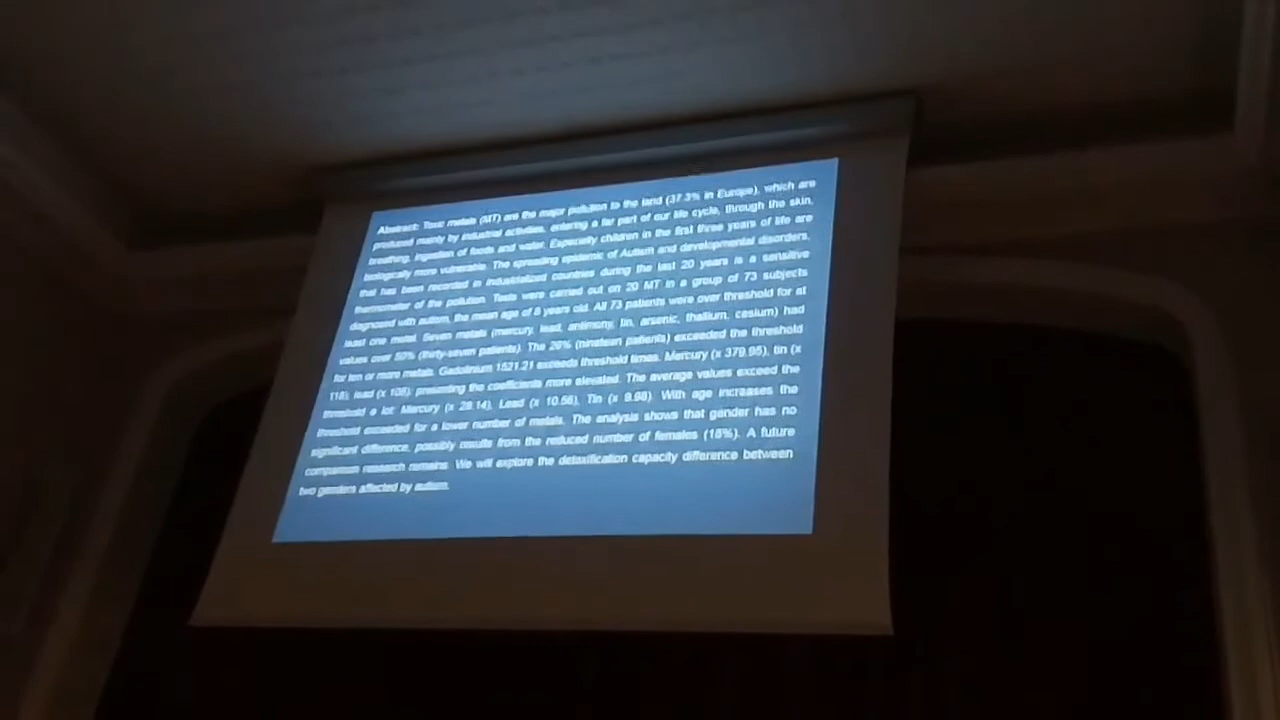 Abstract: Toxic metals (MT) are the major pollution to the land (37.3% in Europe), which are
produced mainly by industrial activities, entering a far part of our life cycle, through the skin,
breathing, ingestion of foods and water. Especially children in the first three years of life are
biologically more vulnerable. The spreading epidemic of Autism and developmental disorders,
that has been recorded in industrialized countries during the last 20 years is a sensitive
thermometer of the pollution. Tests were carried out on 20 MT in a group of 73 subjects
diagnosed with autism, the mean age of 8 years old. All 73 patients were over threshold for at
least one metal. Seven metals (mercury, lead, antimony, tin, arsenic, thallium, cesium) had
values over 50% (thirty-seven patients). The 26% (nineteen patients) exceeded the threshold
for ten or more metals. Gadolinium 1521.21 exceeds threshold times, Mercury (x 379.95), tin (x
118), lead (x 108), presenting the coefficients more elevated. The average values exceed the
threshold a lot: Mercury (x 28.14), Lead (x 10.56), Tin (x 9.98). With age increases the
threshold exceeded for a lower number of metals. The analysis shows that gender has no
significant difference, possibly results from the reduced number of females (18%). A future
comparison research remains. We will explore the detoxification capacity difference between
two genders affected by autism.